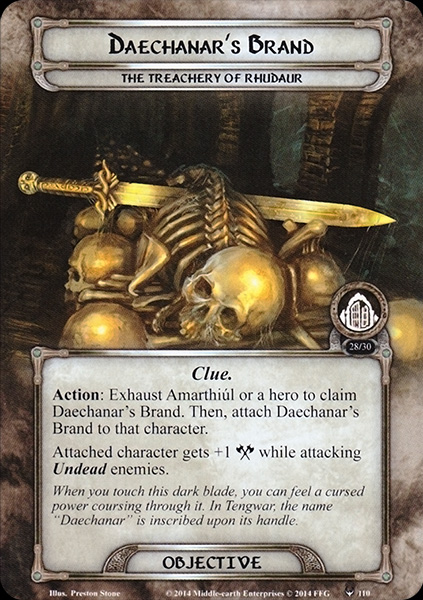 Daechanar's Brand
The Treachery of Rhudaur
28/30
Clue.
Action: Exhaust Amarthiúl or a hero to claim
Daechanar's Brand. Then, attach Daechanar's
Brand to that character.
Attached character gets +1 while attacking
Undead enemies.
When you touch this dark blade, you can feel a cursed
power coursing through it. In Tengwar, the name
"Daechanar" is inscribed upon its handle.
OBJECTIVE
Illus. Preston Stone © 2014 Middle-earth Enterprises © 2014 FFG 110